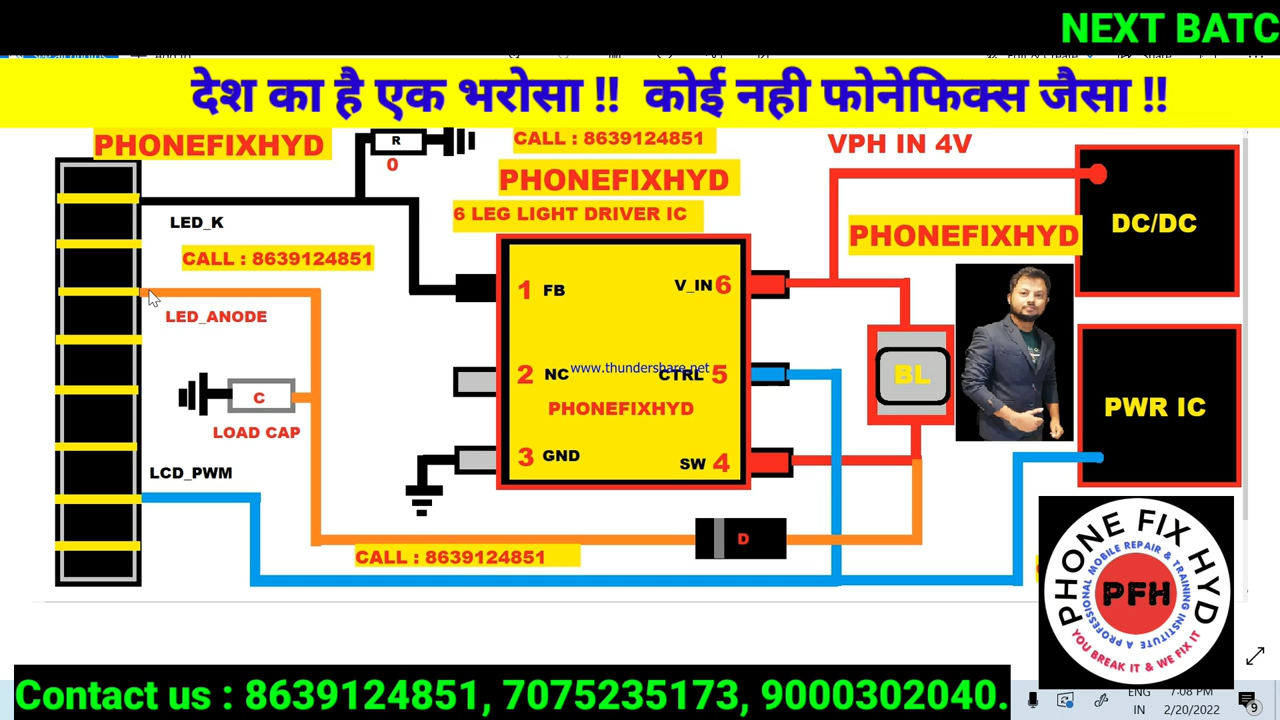 NEXT BATC
देश का है एक भरोसा !! कोई नही फोनेफिक्स जैसा !!
PHONEFIXHYD
R
0
CALL : 8639124851
VPH IN 4V
PHONEFIXHYD
6 LEG LIGHT DRIVER IC
LED_K
CALL : 8639124851
PHONEFIXHYD
DC/DC
1 FB
V_IN 6
LED_ANODE
2 NC
www.thundershare.net
CTRL 5
BL
C
PHONEFIXHYD
PWR IC
LOAD CAP
3 GND
SW 4
LCD_PWM
D
CALL : 8639124851
PHONE FIX HYD
A PROFESSIONAL MOBILE REPAIR & TRAINING INSTITUTE
PFH
YOU BREAK IT & WE FIX IT
Contact us : 8639124851, 7075235173, 9000302040.
ENG
IN
7:08 PM
2/20/2022
9